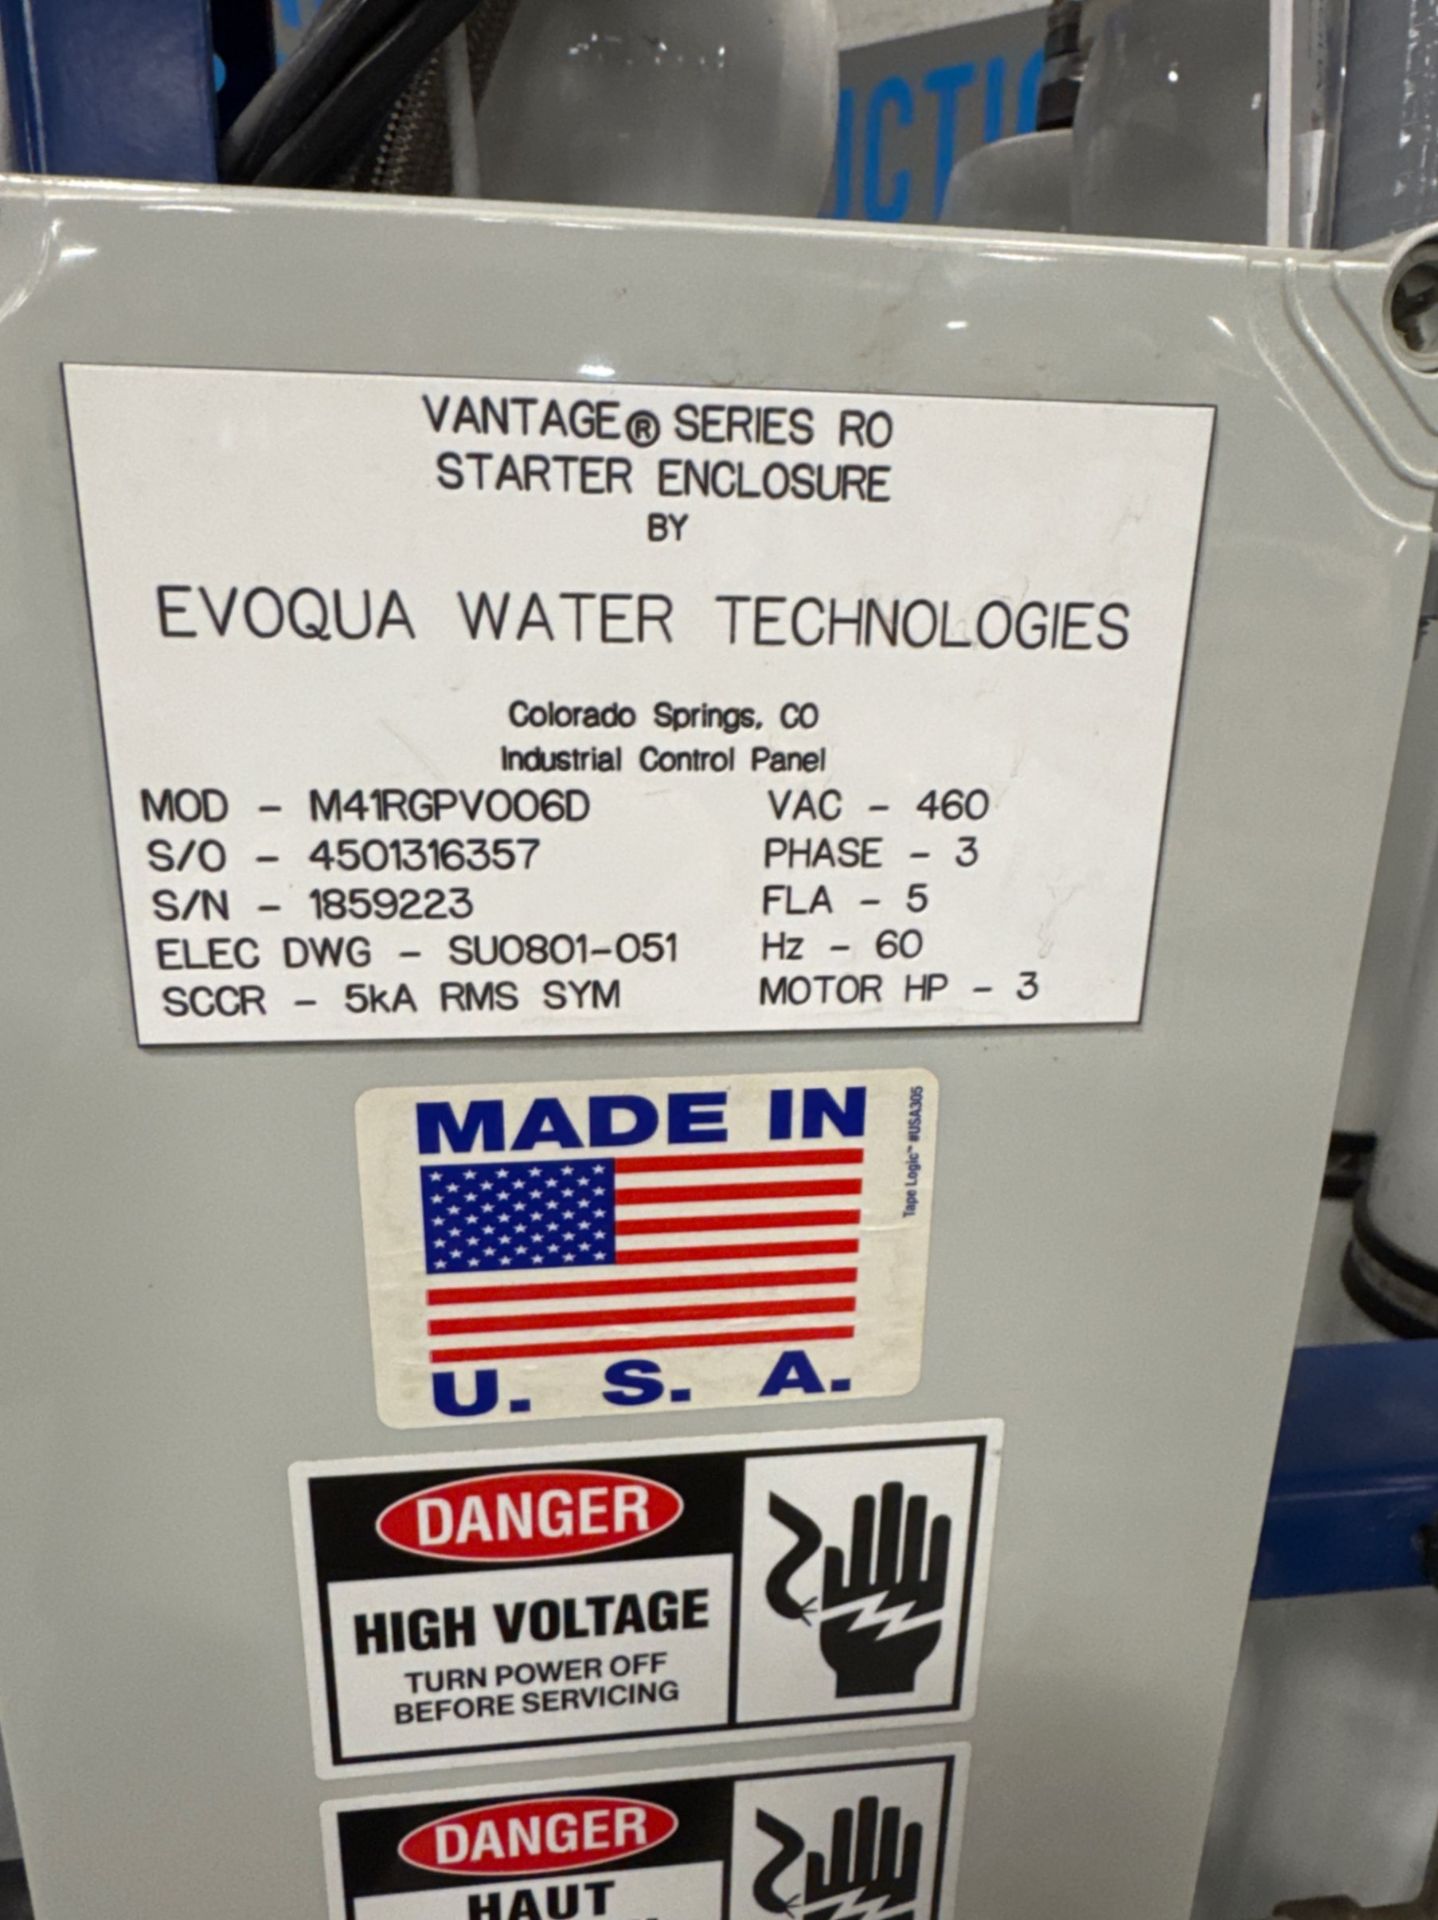 UCTI
VANTAGE® SERIES RO
STARTER ENCLOSURE
BY
EVOQUA WATER TECHNOLOGIES
Colorado Springs, CO
Industrial Control Panel
MOD - M41RGPV006D VAC - 460
S/O - 4501316357 PHASE - 3
S/N - 1859223 FLA - 5
ELEC DWG - SU0801-051 Hz - 60
SCCR - 5kA RMS SYM MOTOR HP - 3
MADE IN
Tape Logic™ #USA305
U. S. A.
DANGER
HIGH VOLTAGE
TURN POWER OFF
BEFORE SERVICING
DANGER
HAUT